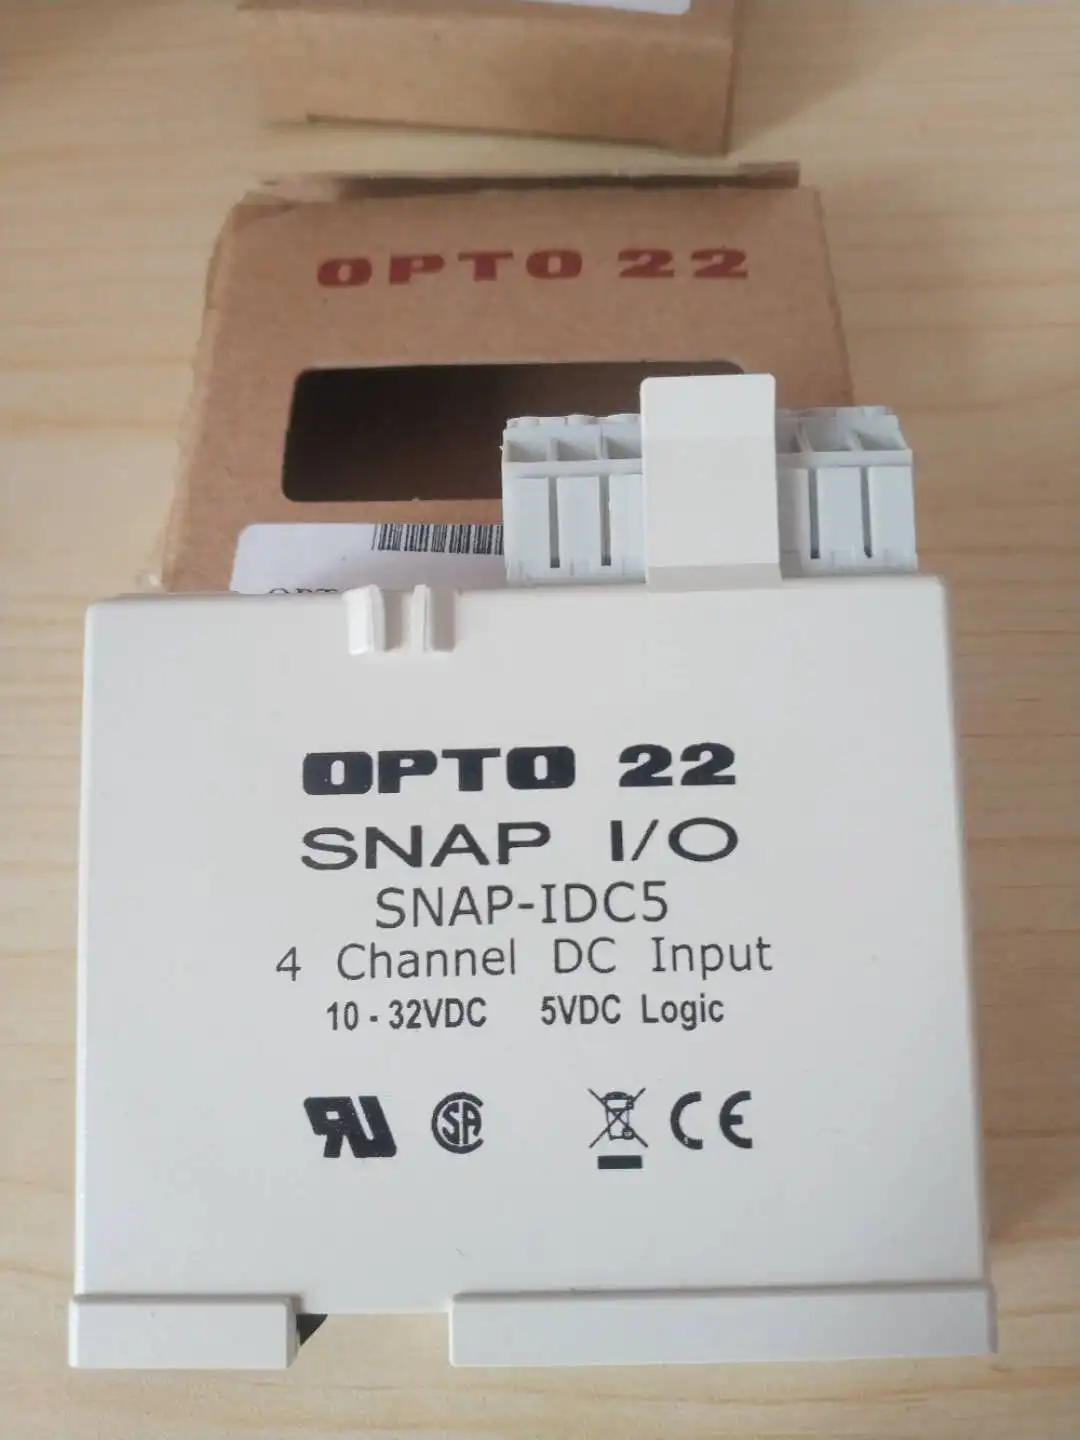 OPTO 22
OPTO 22
SNAP I/O
SNAP-IDC5
4 Channel DC Input
10 - 32VDC 5VDC Logic
CE